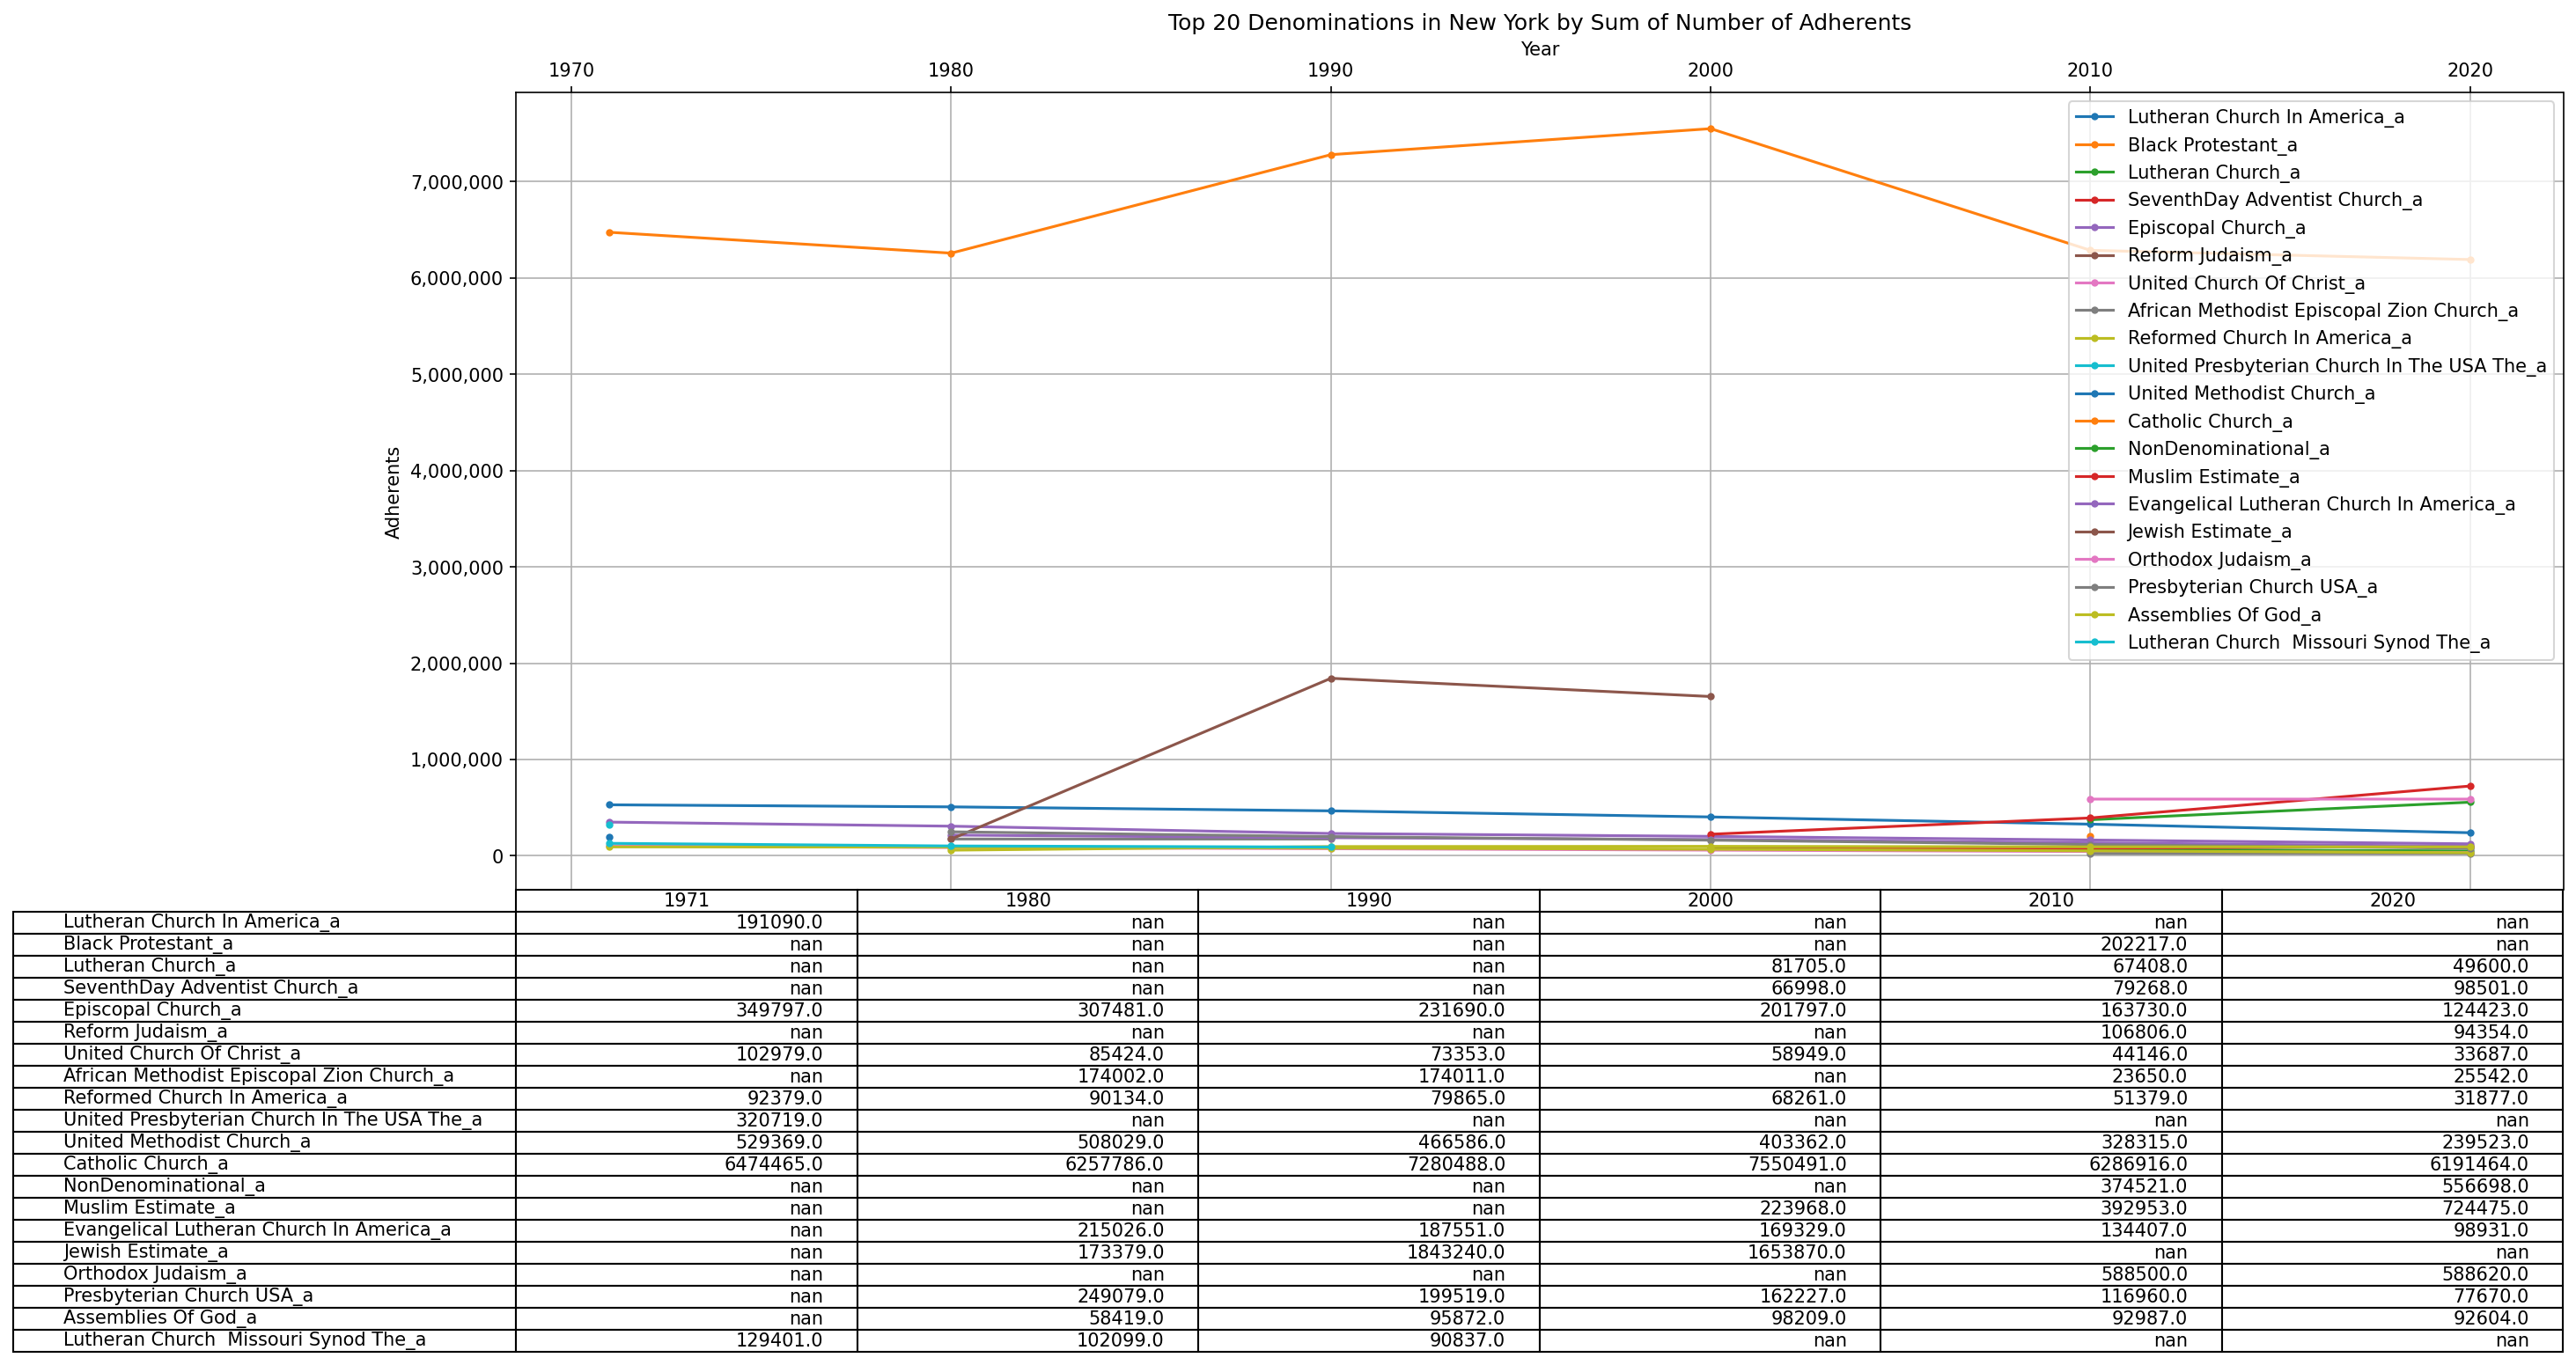 Top 20 Denominations in New York by Sum of Number of Adherents
Year
1970 1980 1990 2000 2010 2020
7,000,000
6,000,000
5,000,000
4,000,000
3,000,000
2,000,000
1,000,000
0
Adherents
Lutheran Church In America_a
Black Protestant_a
Lutheran Church_a
SeventhDay Adventist Church_a
Episcopal Church_a
Reform Judaism_a
United Church Of Christ_a
African Methodist Episcopal Zion Church_a
Reformed Church In America_a
United Presbyterian Church In The USA The_a
United Methodist Church_a
Catholic Church_a
NonDenominational_a
Muslim Estimate_a
Evangelical Lutheran Church In America_a
Jewish Estimate_a
Orthodox Judaism_a
Presbyterian Church USA_a
Assemblies Of God_a
Lutheran Church  Missouri Synod The_a
1971 1980 1990 2000 2010 2020
Lutheran Church In America_a 191090.0 nan nan nan nan nan
Black Protestant_a nan nan nan nan 202217.0 nan
Lutheran Church_a nan nan nan 81705.0 67408.0 49600.0
SeventhDay Adventist Church_a nan nan nan 66998.0 79268.0 98501.0
Episcopal Church_a 349797.0 307481.0 231690.0 201797.0 163730.0 124423.0
Reform Judaism_a nan nan nan nan 106806.0 94354.0
United Church Of Christ_a 102979.0 85424.0 73353.0 58949.0 44146.0 33687.0
African Methodist Episcopal Zion Church_a nan 174002.0 174011.0 nan 23650.0 25542.0
Reformed Church In America_a 92379.0 90134.0 79865.0 68261.0 51379.0 31877.0
United Presbyterian Church In The USA The_a 320719.0 nan nan nan nan nan
United Methodist Church_a 529369.0 508029.0 466586.0 403362.0 328315.0 239523.0
Catholic Church_a 6474465.0 6257786.0 7280488.0 7550491.0 6286916.0 6191464.0
NonDenominational_a nan nan nan nan 374521.0 556698.0
Muslim Estimate_a nan nan nan 223968.0 392953.0 724475.0
Evangelical Lutheran Church In America_a nan 215026.0 187551.0 169329.0 134407.0 98931.0
Jewish Estimate_a nan 173379.0 1843240.0 1653870.0 nan nan
Orthodox Judaism_a nan nan nan nan 588500.0 588620.0
Presbyterian Church USA_a nan 249079.0 199519.0 162227.0 116960.0 77670.0
Assemblies Of God_a nan 58419.0 95872.0 98209.0 92987.0 92604.0
Lutheran Church  Missouri Synod The_a 129401.0 102099.0 90837.0 nan nan nan